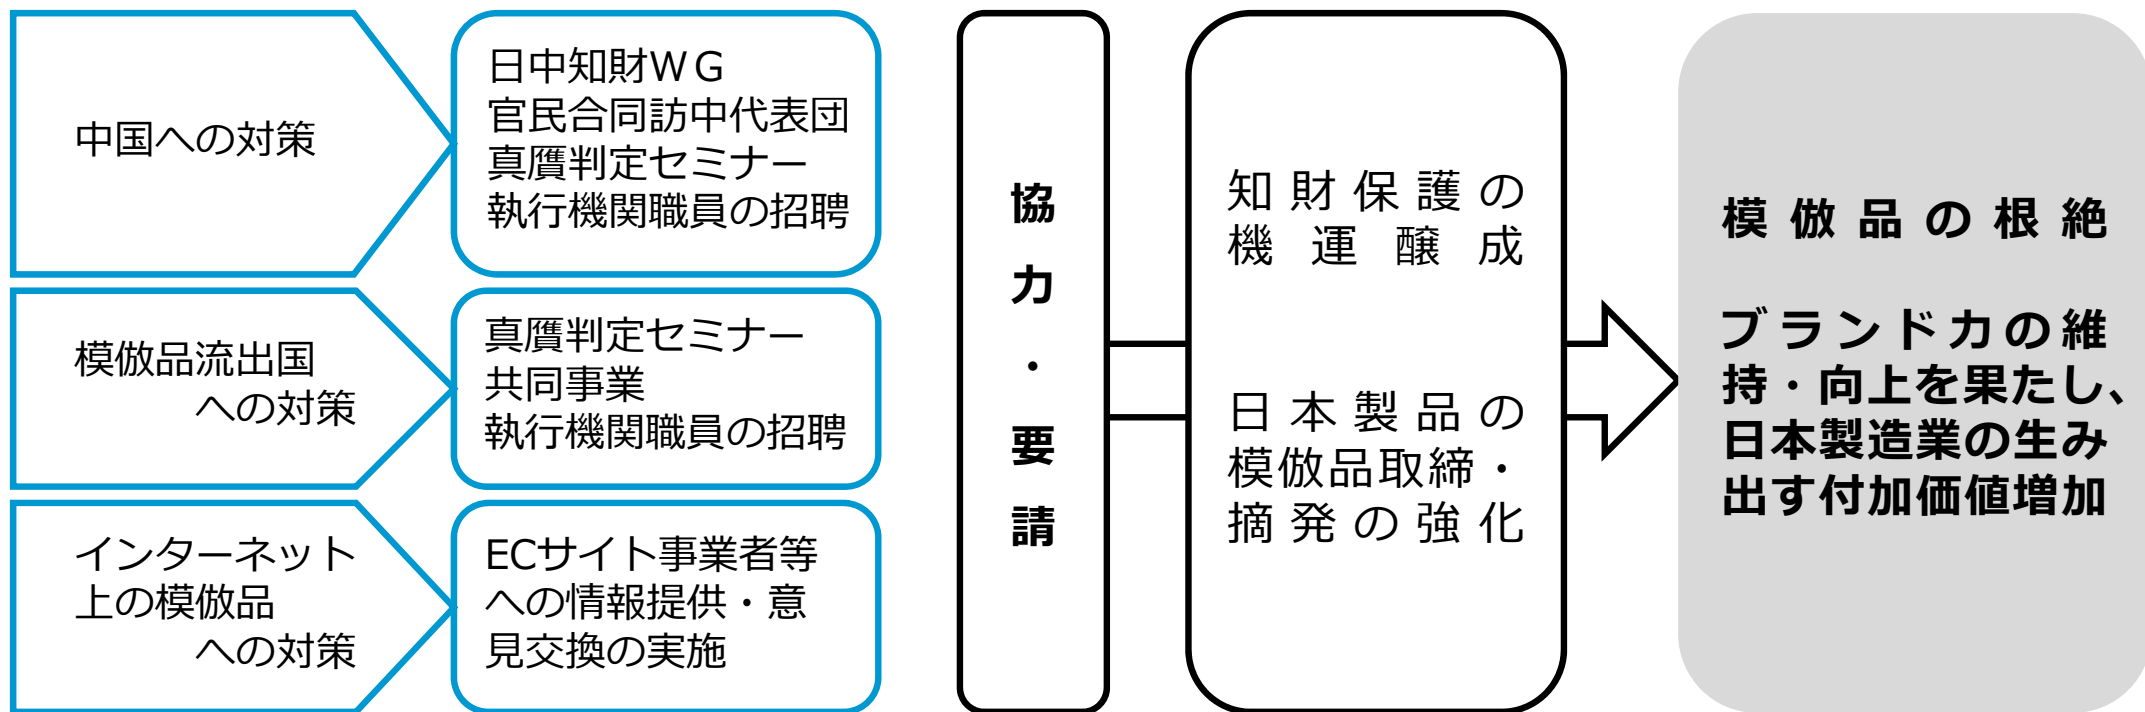 中国への対策
日中知財WG
官民合同訪中代表団
真贋判定セミナー
執行機関職員の招聘
模倣品流出国
への対策
真贋判定セミナー
共同事業
執行機関職員の招聘
インターネット
上の模倣品
への対策
ECサイト事業者等
への情報提供・意
見交換の実施
協力・要請
知財保護の
機運醸成
日本製品の
模倣品取締・
摘発の強化
模倣品の根絶
ブランド力の維
持・向上を果たし、
日本製造業の生み
出す付加価値増加